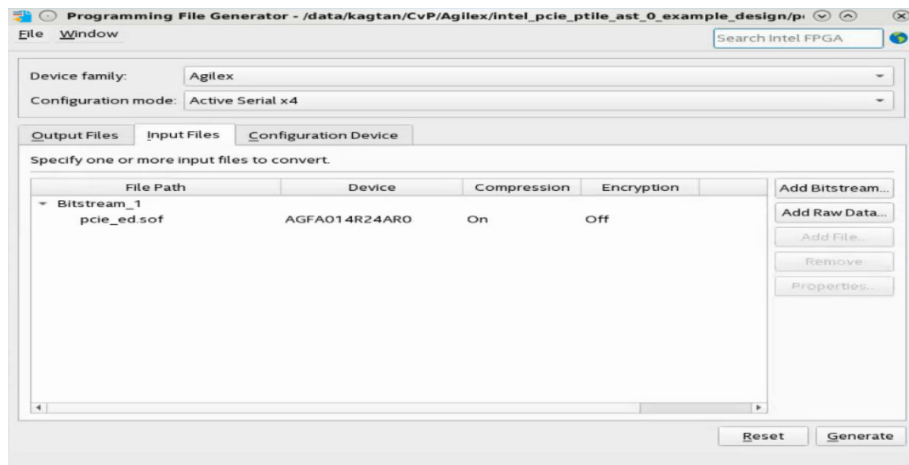 Programming File Generator - /data/kagtan/CvP/Agilex/intel_pcie_ptile_ast_0_example_design/p
File Window
Search Intel FPGA
Device family: Agilex
Configuration mode: Active Serial x4
Output Files Input Files Configuration Device
Specify one or more input files to convert.
File Path Device Compression Encryption
Bitstream_1
pcie_ed.sof AGFA014R24AR0 On Off
Add Bitstream...
Add Raw Data...
Add File...
Remove
Properties...
Reset Generate